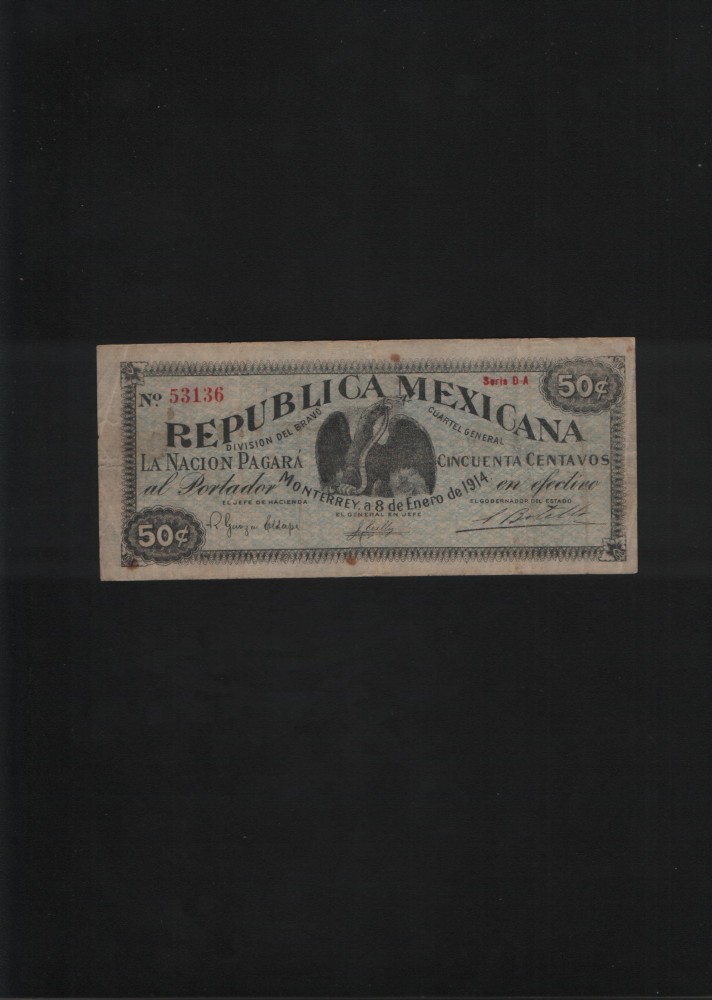 Nº 53136
Serie D A
50¢
REPUBLICA MEXICANA
DIVISION DEL BRAVO
CUARTEL GENERAL
LA NACION PAGARÁ
CINCUENTA CENTAVOS
al Portador
en efectivo
MONTERREY, a 8 de Enero de 1914.
EL JEFE DE HACIENDA
EL GENERAL EN JEFE
EL GOBERNADOR DEL ESTADO
50¢